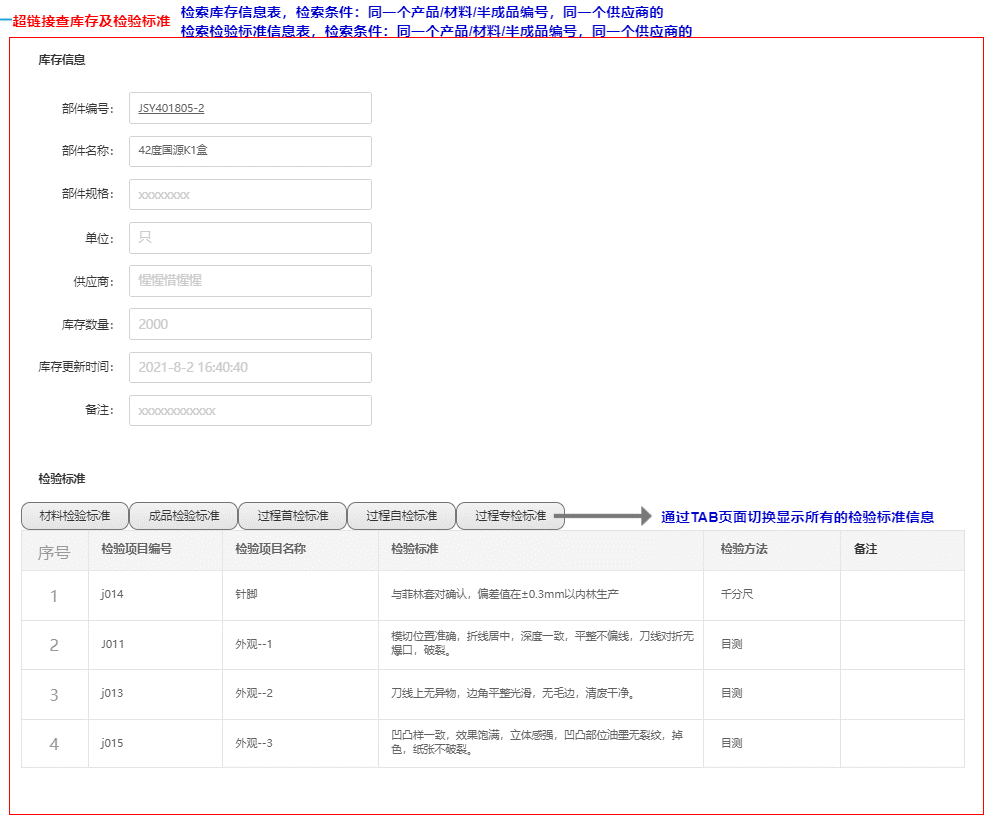 超链接查库存及检验标准
检索库存信息表，检索条件：同一个产品/材料/半成品编号，同一个供应商的
检索检验标准信息表，检索条件：同一个产品/材料/半成品编号，同一个供应商的
库存信息
部件编号： JSY401805-2
部件名称： 42度国源K1盒
部件规格： xxxxxxxx
单位： 只
供应商： 惺惺惜惺惺
库存数量： 2000
库存更新时间： 2021-8-2 16:40:40
备注： xxxxxxxxxxxx
检验标准
材料检验标准 成品检验标准 过程首检标准 过程自检标准 过程专检标准 通过TAB页面切换显示所有的检验标准信息
序号 检验项目编号 检验项目名称 检验标准 检验方法 备注
1 j014 针脚 与菲林套对确认，偏差值在±0.3mm以内林生产 千分尺
2 J011 外观--1 模切位置准确，折线居中，深度一致，平整不偏线，刀线对折无
爆口，破裂。 目测
3 j013 外观--2 刀线上无异物，边角平整光滑，无毛边，清废干净。 目测
4 j015 外观--3 凹凸样一致，效果饱满，立体感强，凹凸部位油墨无裂纹，掉
色，纸张不破裂。 目测